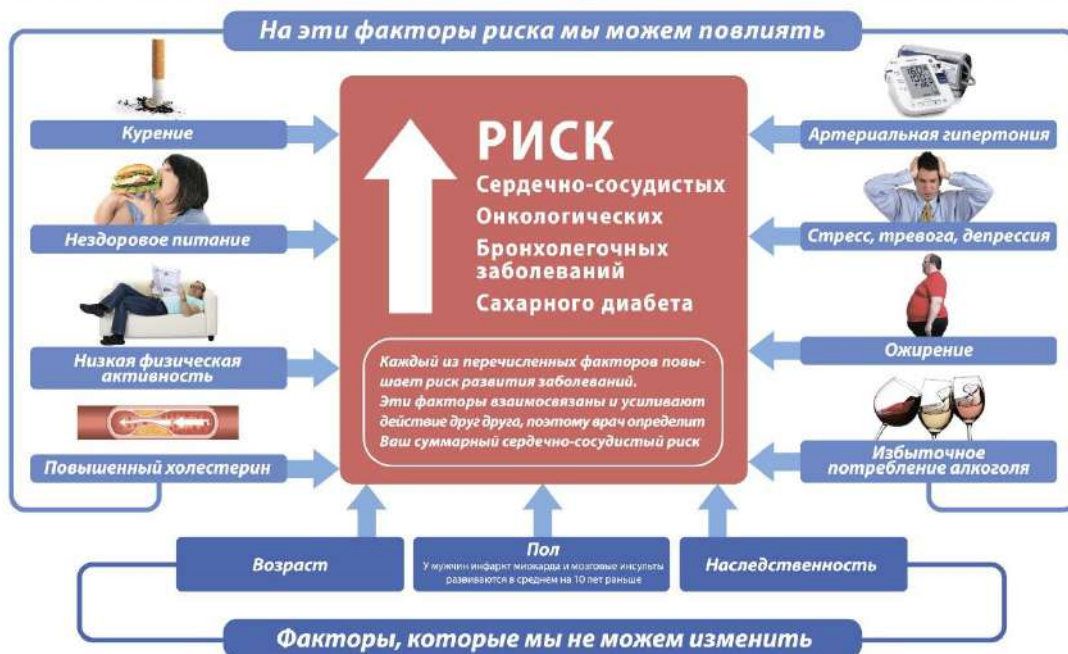 На эти факторы риска мы можем повлиять
Курение
Нездоровое питание
Низкая физическая
активность
Повышенный холестерин
РИСК
Сердечно-сосудистых
Онкологических
Бронхолегочных
заболеваний
Сахарного диабета
Каждый из перечисленных факторов повы-
шает риск развития заболеваний.
Эти факторы взаимосвязаны и усиливают
действие друг друга, поэтому врач определит
Ваш суммарный сердечно-сосудистый риск
Артериальная гипертония
Стресс, тревога, депрессия
Ожирение
Избыточное
потребление алкоголя
Возраст
Пол
У мужчин инфаркт миокарда и мозговые инсульты
развиваются в среднем на 10 лет раньше
Наследственность
Факторы, которые мы не можем изменить